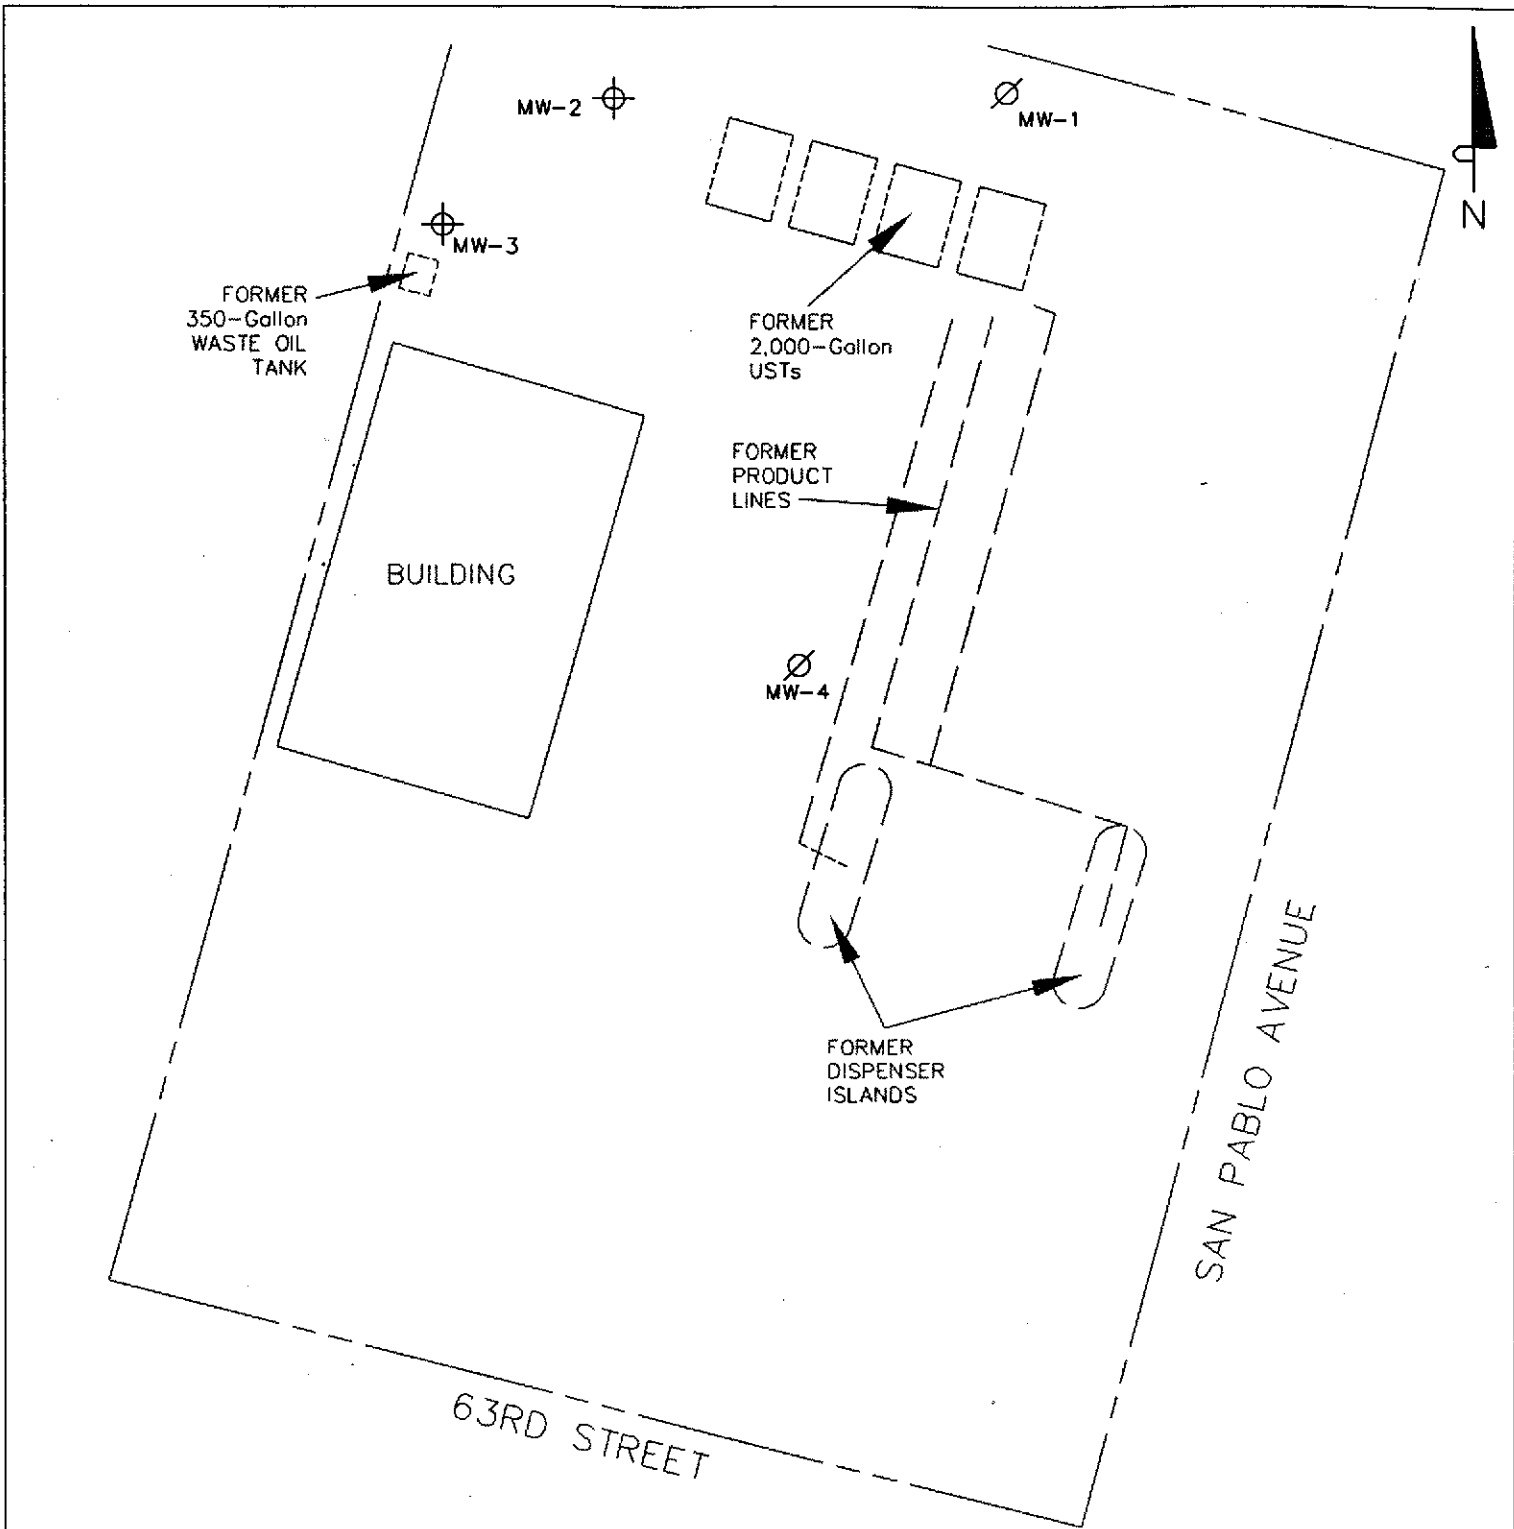 MW-2
MW-1
N
MW-3
FORMER
350-Gallon
WASTE OIL
TANK
FORMER
2,000-Gallon
USTs
FORMER
PRODUCT
LINES
BUILDING
MW-4
FORMER
DISPENSER
ISLANDS
SAN PABLO AVENUE
63RD STREET